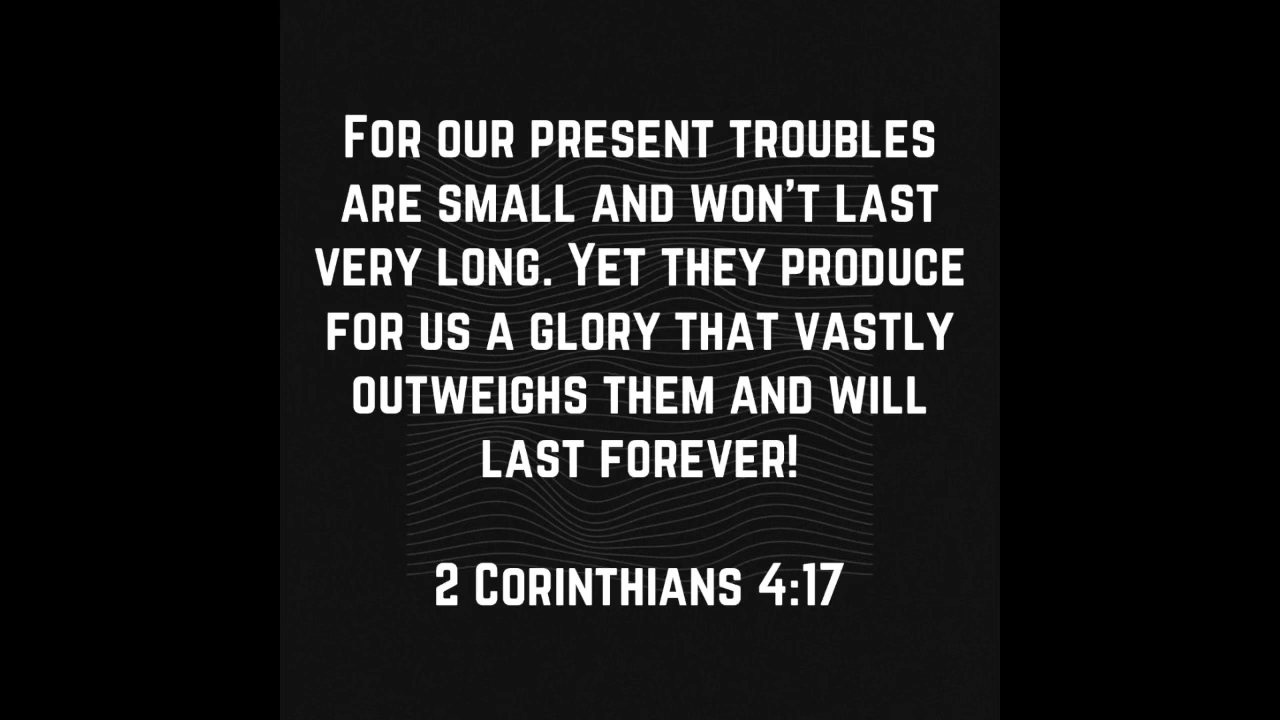 For our present troubles
are small and won't last
very long. Yet they produce
for us a glory that vastly
outweighs them and will
last forever!
2 Corinthians 4:17